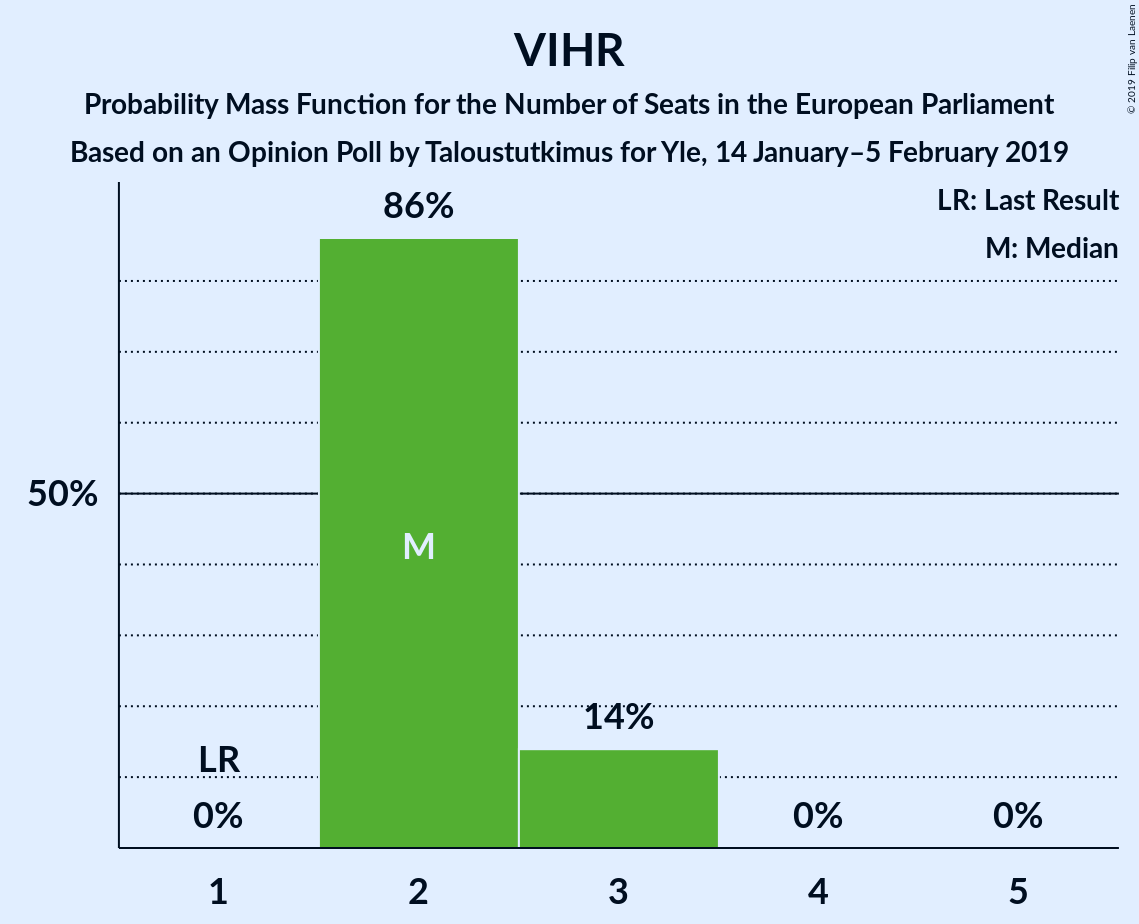 VIHR
Probability Mass Function for the Number of Seats in the European Parliament
Based on an Opinion Poll by Taloustutkimus for Yle, 14 January–5 February 2019
© 2019 Filip van Laenen
LR: Last Result
M: Median
86%
50%
M
14%
LR
0%
0%
0%
1
2
3
4
5